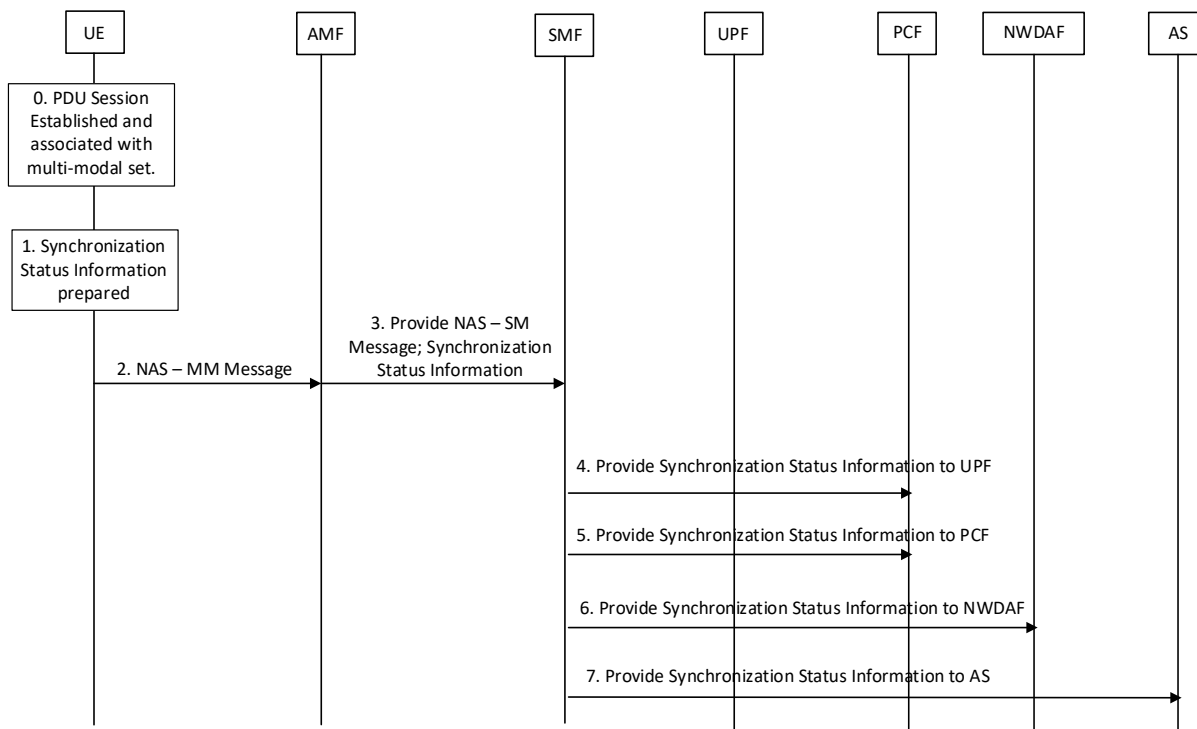 UE
AMF
SMF
UPF
PCF
NWDAF
AS
0. PDU Session
Established and
associated with
multi-modal set.
1. Synchronization
Status Information
prepared
2. NAS – MM Message
3. Provide NAS – SM
Message; Synchronization
Status Information
4. Provide Synchronization Status Information to UPF
5. Provide Synchronization Status Information to PCF
6. Provide Synchronization Status Information to NWDAF
7. Provide Synchronization Status Information to AS